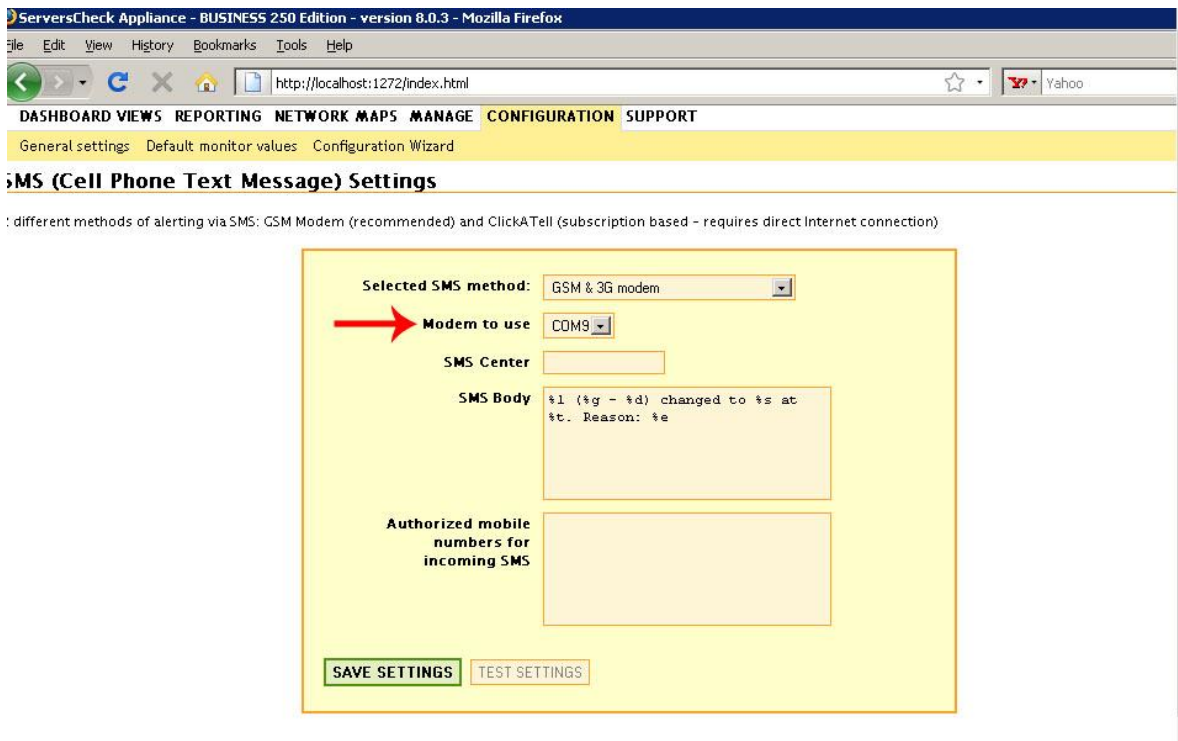 ServersCheck Appliance - BUSINESS 250 Edition - version 8.0.3 - Mozilla Firefox
File Edit View History Bookmarks Tools Help
http://localhost:1272/index.html Yahoo
DASHBOARD VIEWS REPORTING NETWORK MAPS MANAGE CONFIGURATION SUPPORT
General settings Default monitor values Configuration Wizard
SMS (Cell Phone Text Message) Settings
2 different methods of alerting via SMS: GSM Modem (recommended) and ClickATell (subscription based - requires direct Internet connection)
Selected SMS method: GSM & 3G modem
Modem to use COM9
SMS Center
SMS Body %l (%g - %d) changed to %s at
%t. Reason: %e
Authorized mobile
numbers for
incoming SMS
SAVE SETTINGS TEST SETTINGS